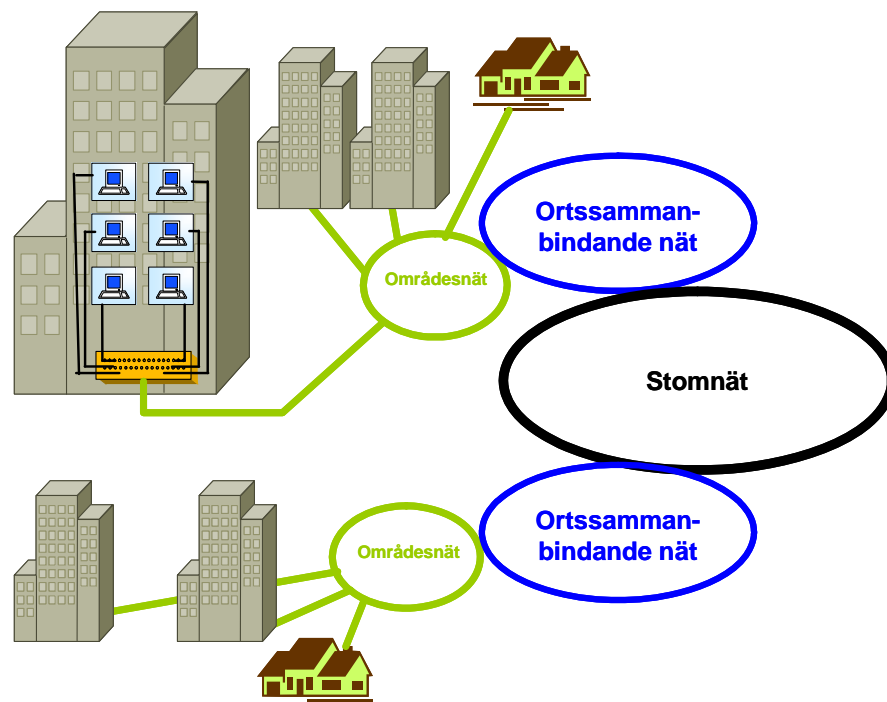 Ortssamman-
bindande nät
Områdesnät
Stomnät
Ortssamman-
bindande nät
Områdesnät